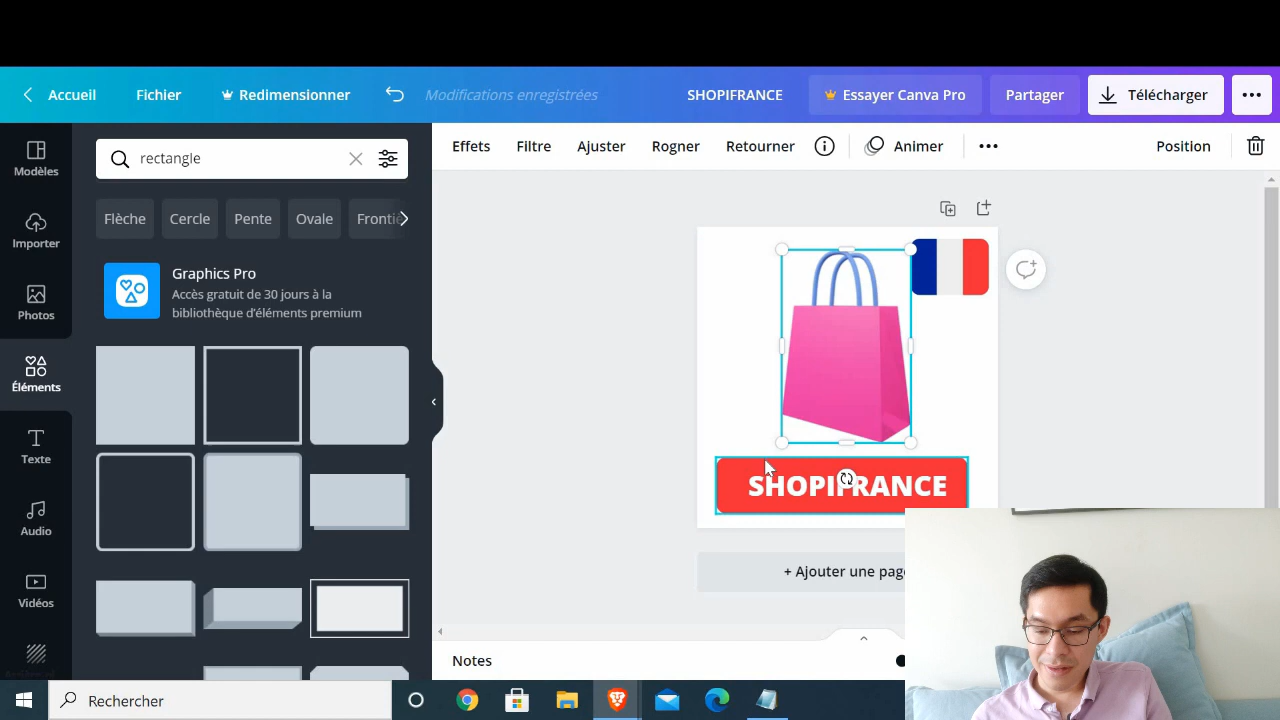 Accueil
Fichier
Redimensionner
Modifications enregistrées
SHOPIFRANCE
Essayer Canva Pro
Partager
Télécharger
Modèles
Importer
Photos
Éléments
Texte
Audio
Vidéos
rectangle
Flèche
Cercle
Pente
Ovale
Frontiè
Graphics Pro
Accès gratuit de 30 jours à la
bibliothèque d'éléments premium
Effets
Filtre
Ajuster
Rogner
Retourner
Animer
Position
SHOPIFRANCE
+ Ajouter une page
Notes
Rechercher